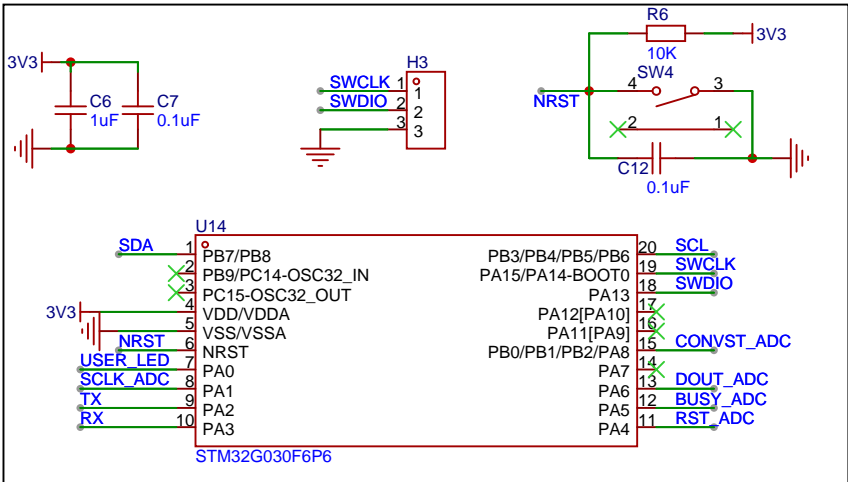 3V3
C6
1uF
C7
0.1uF
H3
SWCLK
1
1
SWDIO
2
2
3
3
R6
10K
3V3
SW4
NRST
4
3
2
1
C12
0.1uF
U14
SDA
1
PB7/PB8
PB3/PB4/PB5/PB6
20
SCL
2
PB9/PC14-OSC32_IN
PA15/PA14-BOOT0
19
SWCLK
3
PC15-OSC32_OUT
PA13
18
SWDIO
3V3
4
VDD/VDDA
PA12[PA10]
17
5
VSS/VSSA
PA11[PA9]
16
NRST
6
NRST
PB0/PB1/PB2/PA8
15
CONVST_ADC
USER_LED
7
PA0
PA7
14
SCLK_ADC
8
PA1
PA6
13
DOUT_ADC
TX
9
PA2
PA5
12
BUSY_ADC
RX
10
PA3
PA4
11
RST_ADC
STM32G030F6P6